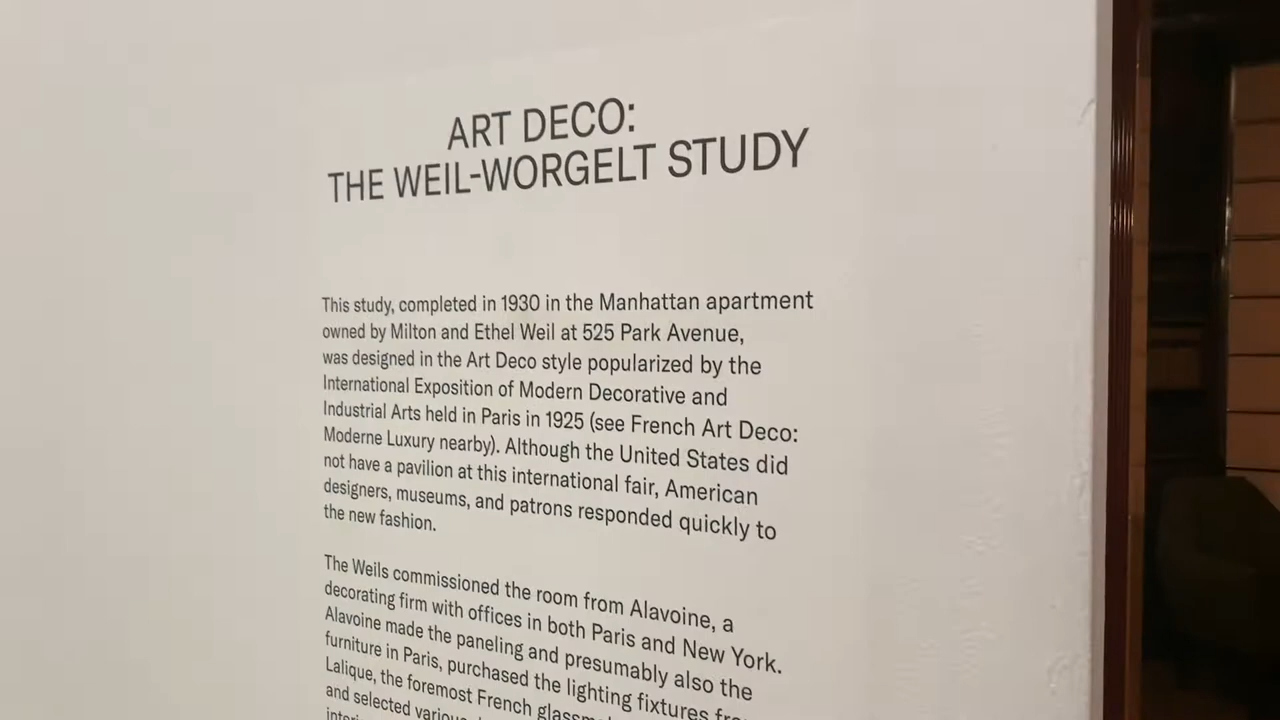 ART DECO:
THE WEIL-WORGELT STUDY
This study, completed in 1930 in the Manhattan apartment
owned by Milton and Ethel Weil at 525 Park Avenue,
was designed in the Art Deco style popularized by the
International Exposition of Modern Decorative and
Industrial Arts held in Paris in 1925 (see French Art Deco:
Moderne Luxury nearby). Although the United States did
not have a pavilion at this international fair, American
designers, museums, and patrons responded quickly to
the new fashion.
The Weils commissioned the room from Alavoine, a
decorating firm with offices in both Paris and New York.
Alavoine made the paneling and presumably also the
furniture in Paris, purchased the lighting fixtures
Lalique, the foremost French
and selected